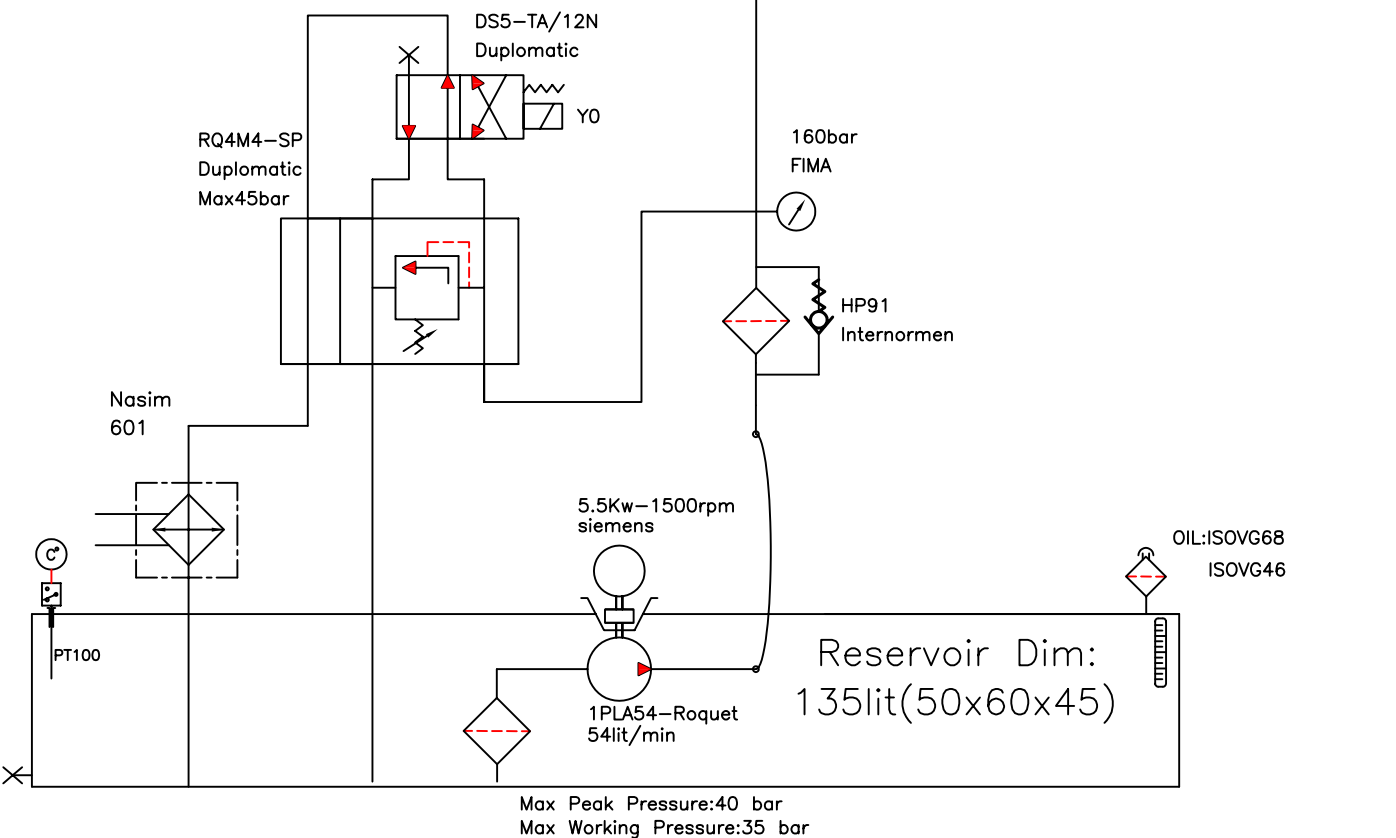 DS5-TA/12N
Duplomatic
Y0
RQ4M4-SP
Duplomatic
Max45bar
160bar
FIMA
HP91
Internormen
Nasim
601
5.5Kw-1500rpm
siemens
C°
OIL:ISOVG68
ISOVG46
PT100
Reservoir Dim:
135lit(50x60x45)
1PLA54-Roquet
54lit/min
Max Peak Pressure:40 bar
Max Working Pressure:35 bar